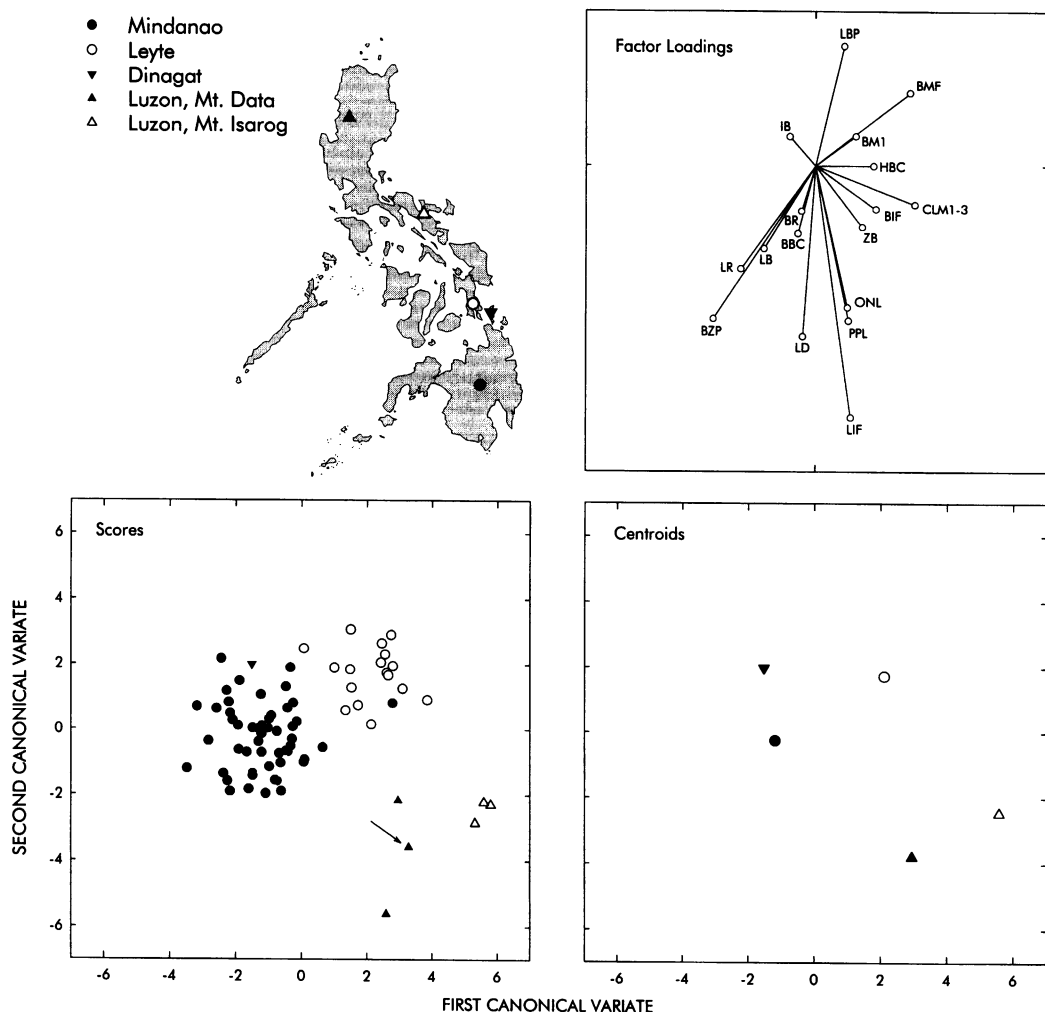 Mindanao
Leyte
Dinagat
Luzon, Mt. Data
Luzon, Mt. Isarog
Factor Loadings
LBP
BMF
IB
BM1
HBC
CLM1-3
BIF
BR
ZB
BBC
LB
LR
ONL
BZP
PPL
LD
LIF
Scores
6
4
2
0
-2
-4
-6
-6 -4 -2 0 2 4 6
SECOND CANONICAL VARIATE
Centroids
-6 -4 -2 0 2 4 6
FIRST CANONICAL VARIATE